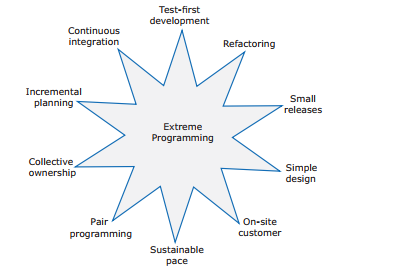 Test-first
development
Refactoring
Small
releases
Simple
design
On-site
customer
Sustainable
pace
Pair
programming
Collective
ownership
Incremental
planning
Continuous
integration
Extreme
Programming